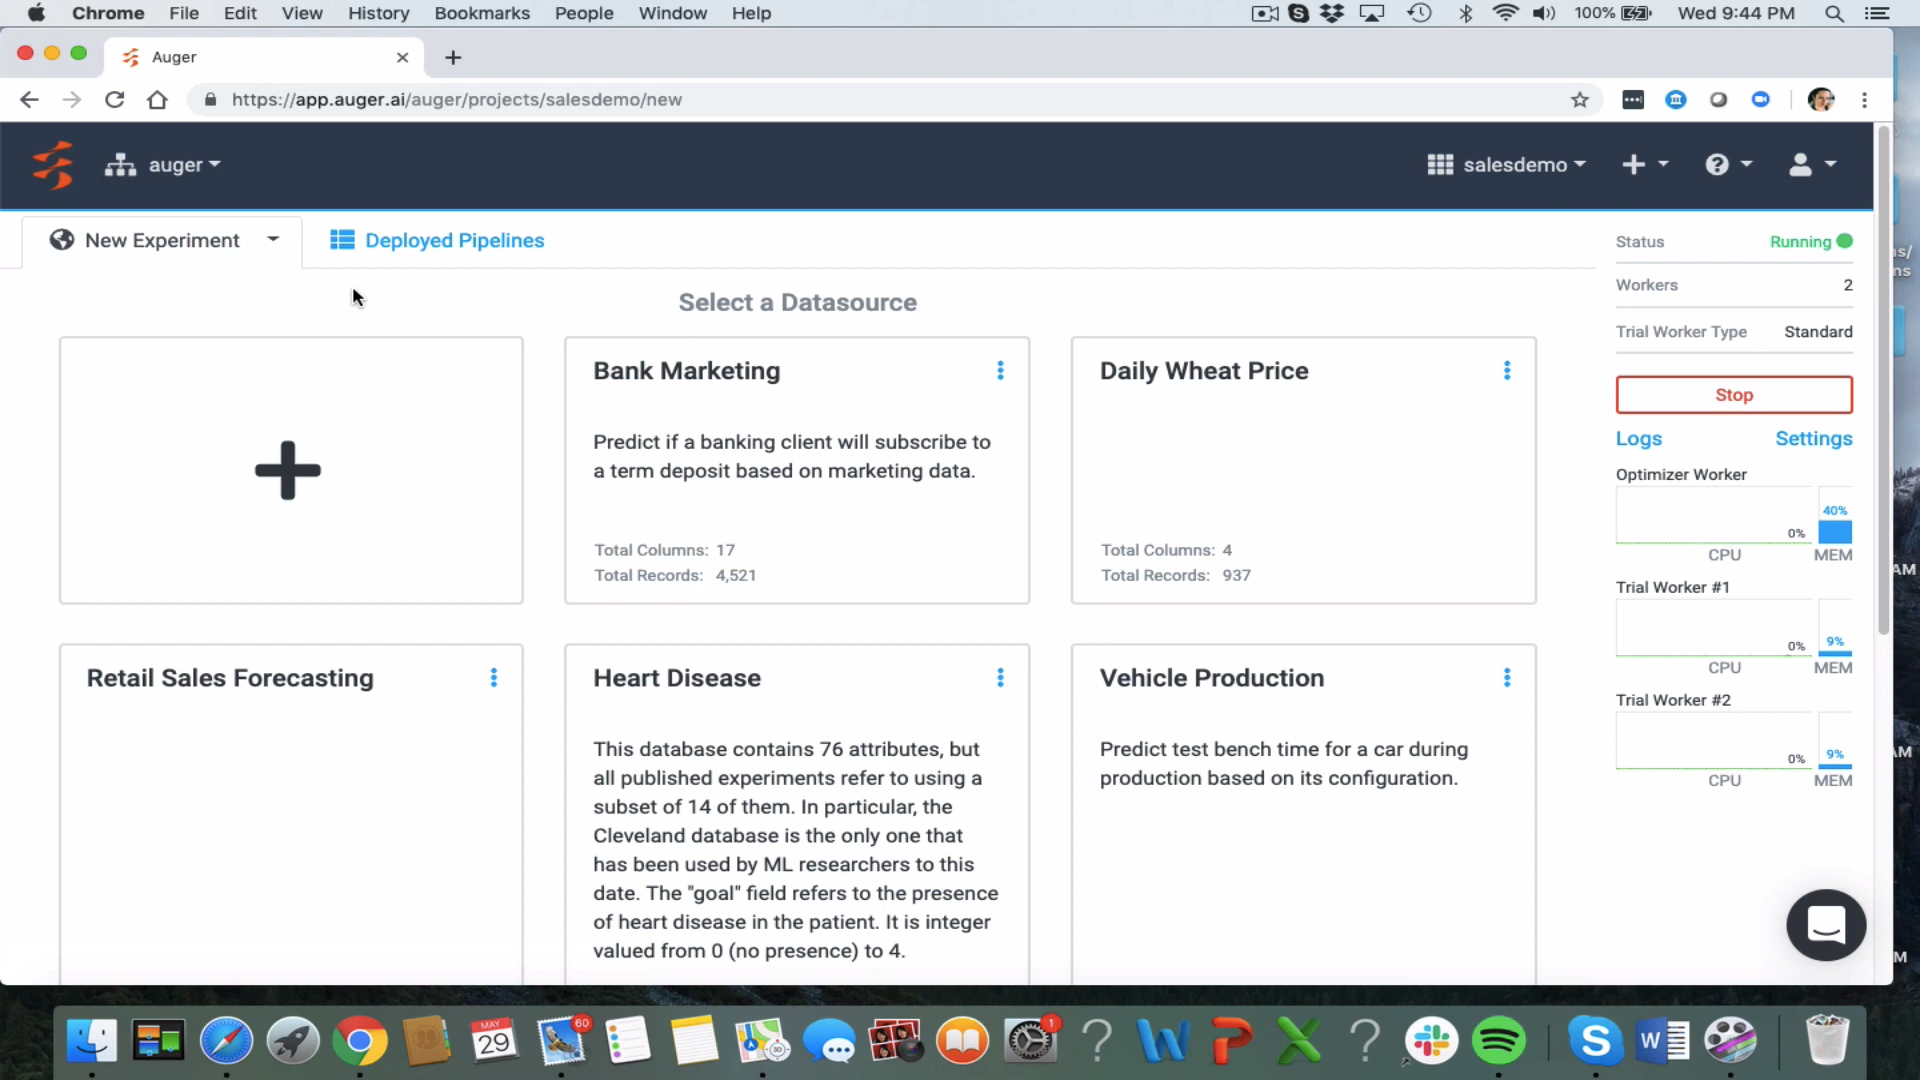 Chrome File Edit View History Bookmarks People Window Help 100% Wed 9:44 PM
Auger
https://app.auger.ai/auger/projects/salesdemo/new
auger
salesdemo
New Experiment
Deployed Pipelines
Select a Datasource
Bank Marketing
Predict if a banking client will subscribe to
a term deposit based on marketing data.
Total Columns: 17
Total Records: 4,521
Daily Wheat Price
Total Columns: 4
Total Records: 937
Retail Sales Forecasting
Heart Disease
This database contains 76 attributes, but
all published experiments refer to using a
subset of 14 of them. In particular, the
Cleveland database is the only one that
has been used by ML researchers to this
date. The "goal" field refers to the presence
of heart disease in the patient. It is integer
valued from 0 (no presence) to 4.
Vehicle Production
Predict test bench time for a car during
production based on its configuration.
Status Running
Workers 2
Trial Worker Type Standard
Stop
Logs Settings
Optimizer Worker
40%
0%
CPU MEM
Trial Worker #1
9%
0%
CPU MEM
Trial Worker #2
9%
0%
CPU MEM
s/
ns
AM
AM
M
MAY
29
60
1